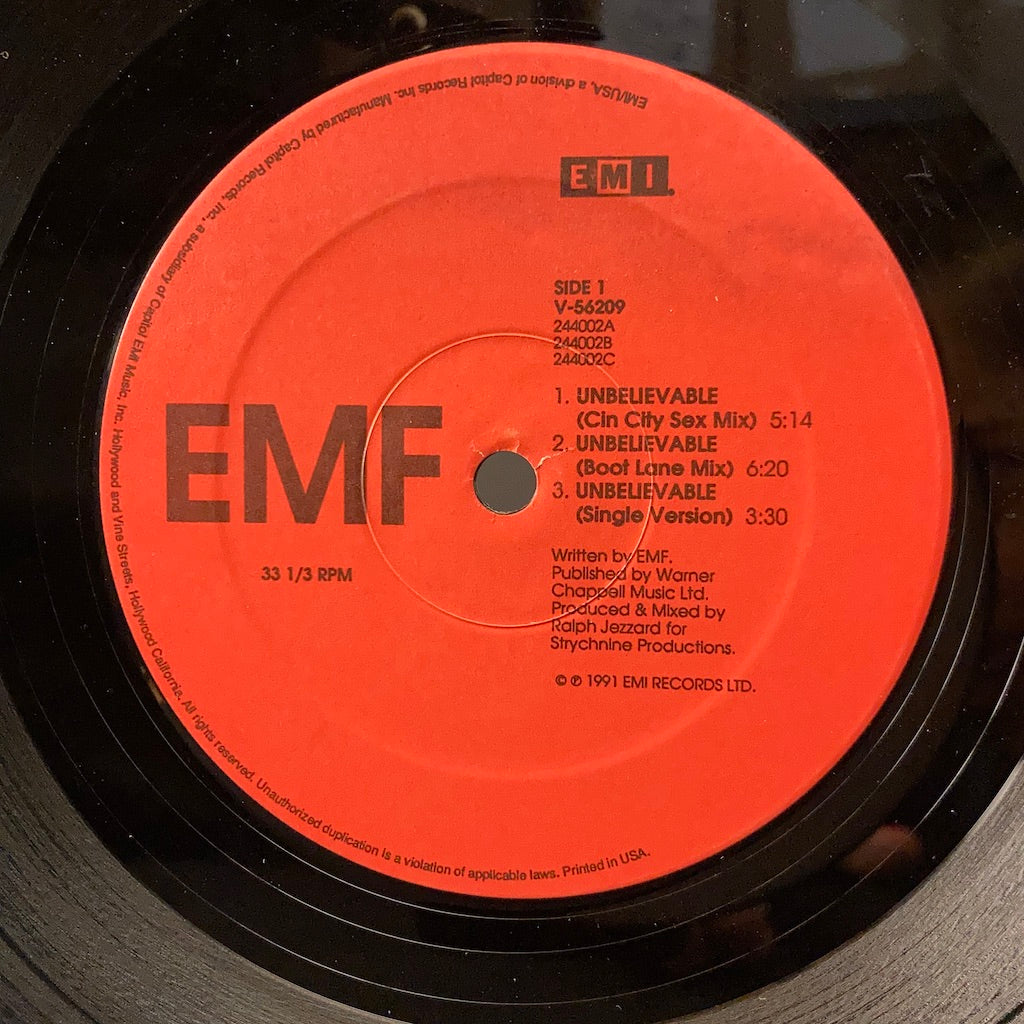 EMI/USA, a division of Capitol Records Inc. Manufactured by Capitol Records, Inc., a subsidiary of Capitol EMI Music, Inc. Hollywood and Vine Streets, Hollywood California. All rights reserved. Unauthorized duplication is a violation of applicable laws. Printed in USA.
EMI.
SIDE 1
V-56209
244002A
244002B
244002C
1. UNBELIEVABLE
(Cin City Sex Mix) 5:14
2. UNBELIEVABLE
(Boot Lane Mix) 6:20
3. UNBELIEVABLE
(Single Version) 3:30
EMF
33 1/3 RPM
Written by EMF.
Published by Warner
Chappell Music Ltd.
Produced & Mixed by
Ralph Jezzard for
Strychnine Productions.
© ℗ 1991 EMI RECORDS LTD.